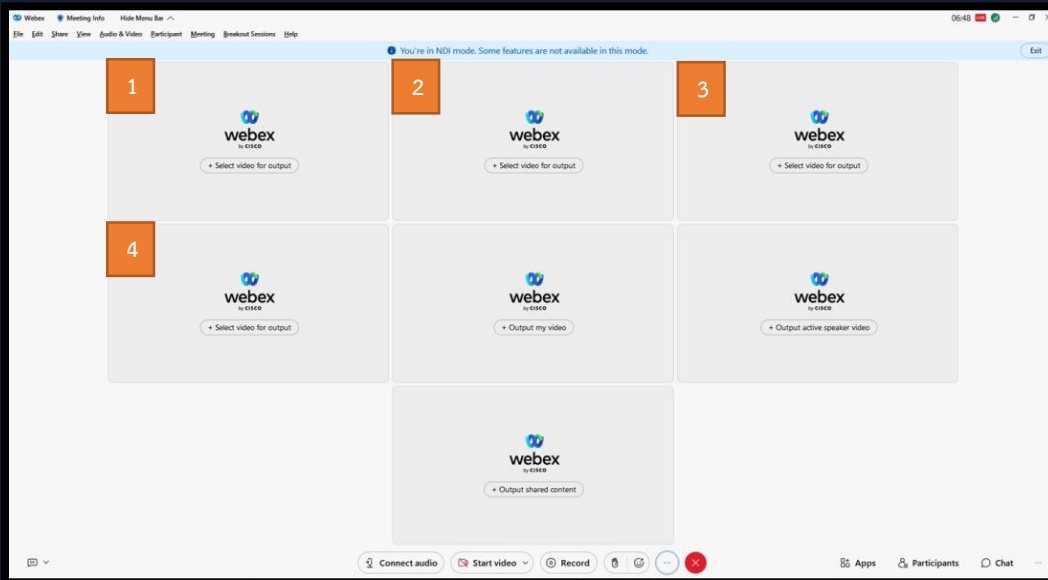 Webex Meeting Info Hide Menu Bar 06:48
File Edit Share View Audio & Video Participant Meeting Breakout Sessions Help
You're in NDI mode. Some features are not available in this mode. Exit
1 2 3
webex webex webex
by CISCO by CISCO by CISCO
+ Select video for output + Select video for output + Select video for output
4
webex webex webex
by CISCO by CISCO by CISCO
+ Select video for output + Output my video + Output active speaker video
webex
by CISCO
+ Output shared content
Connect audio Start video Record Apps Participants Chat